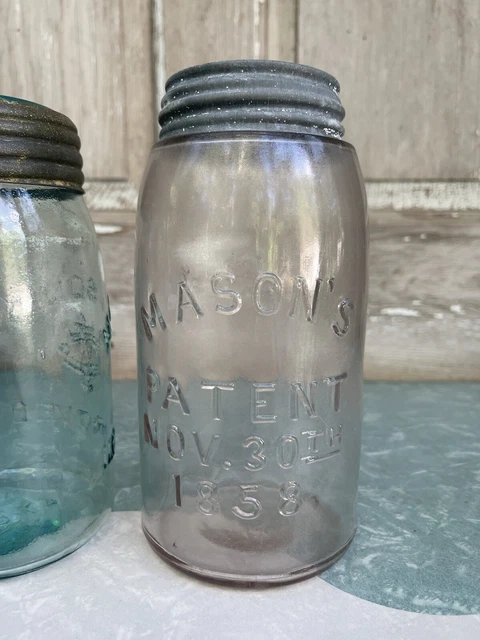 MASON'S
PATENT
NOV. 30TH
1858